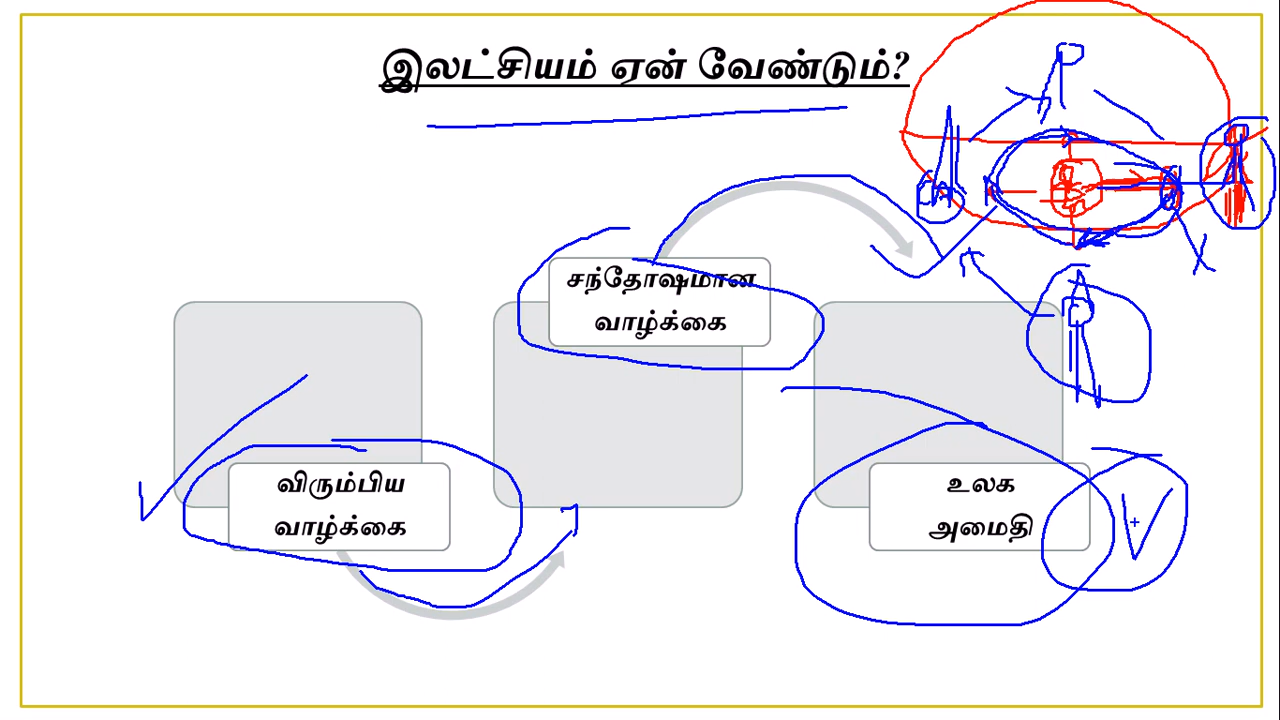 இலட்சியம் ஏன் வேண்டும்?
சந்தோஷமான
வாழ்க்கை
விரும்பிய
வாழ்க்கை
உலக
அமைதி